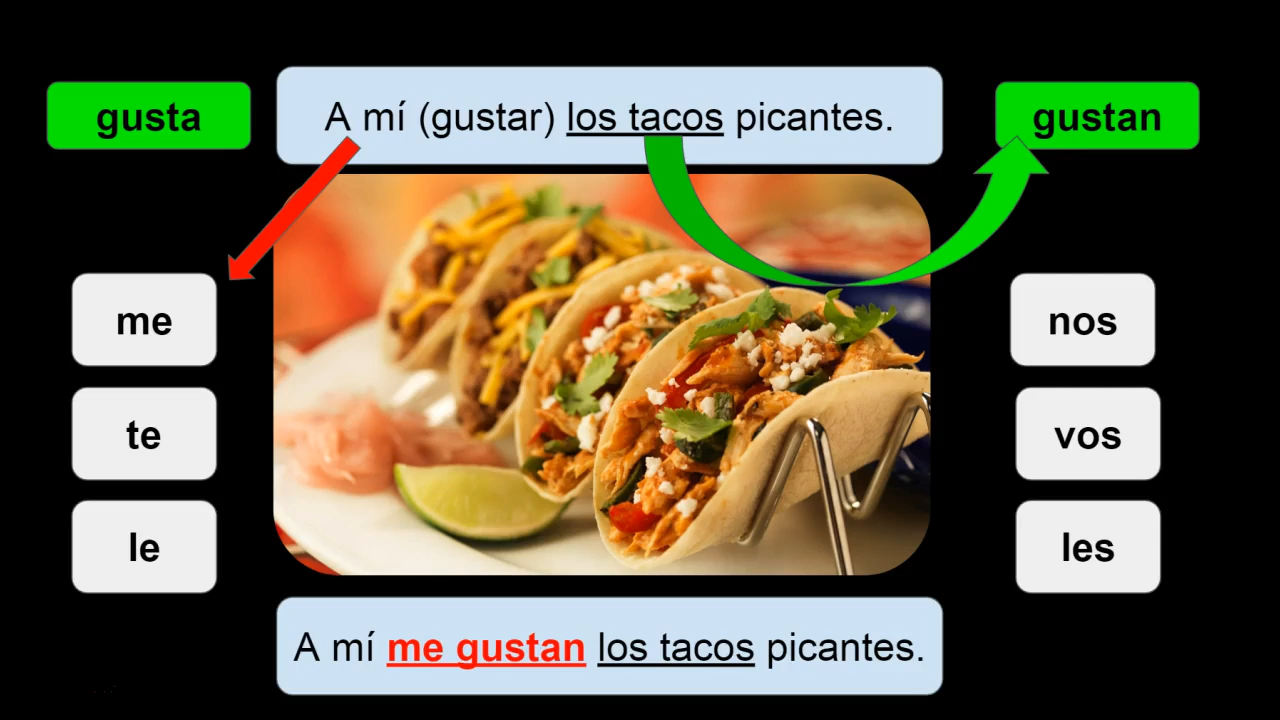 gusta
A mí (gustar) los tacos picantes.
gustan
me
te
le
nos
vos
les
A mí me gustan los tacos picantes.